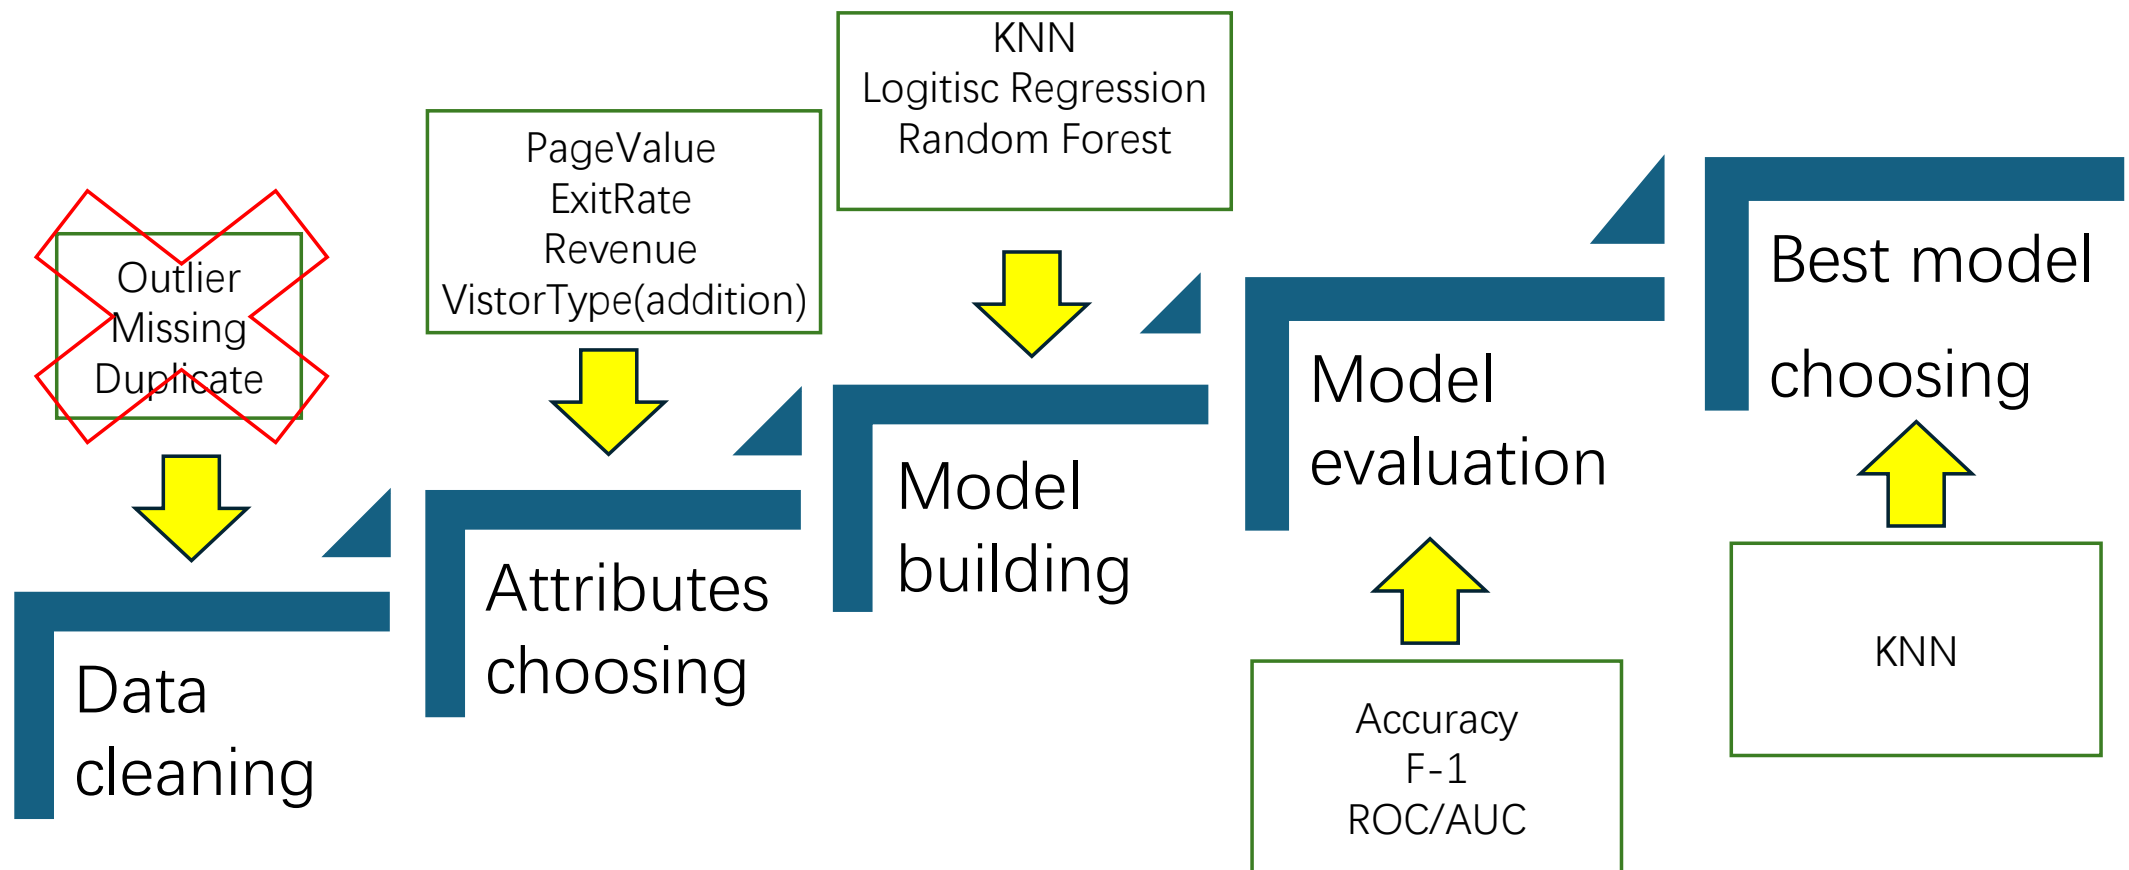 Outlier
Missing
Duplicate
Data
cleaning
PageValue
ExitRate
Revenue
VistorType(addition)
Attributes
choosing
KNN
Logitisc Regression
Random Forest
Model
building
Model
evaluation
Accuracy
F-1
ROC/AUC
Best model
choosing
KNN